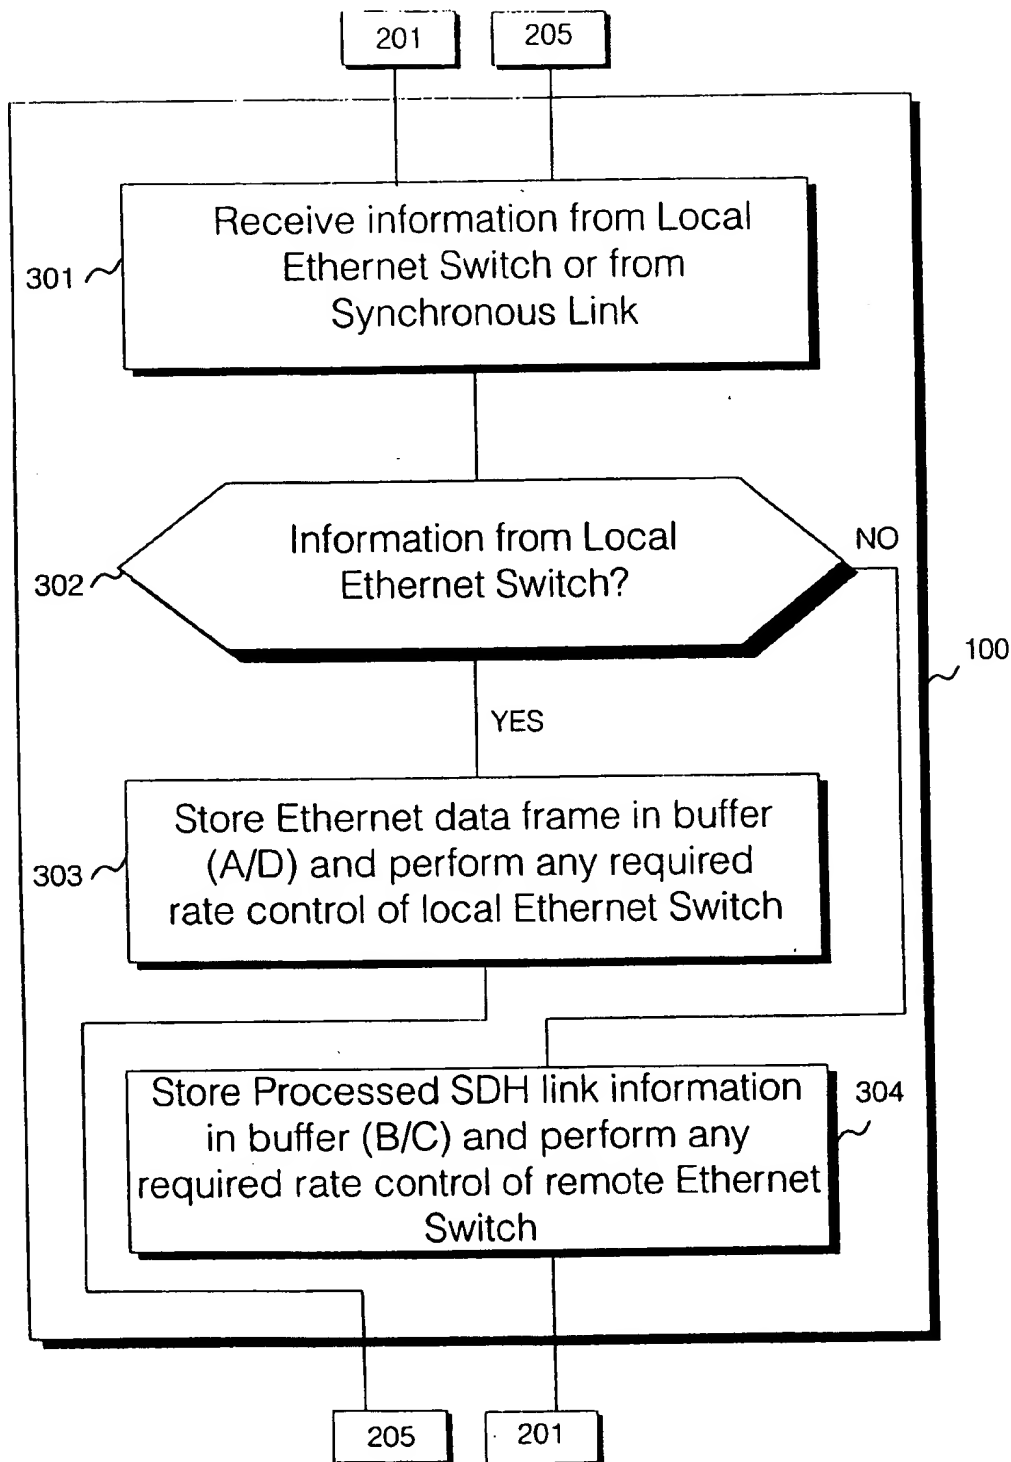 201
205
Receive information from Local
Ethernet Switch or from
Synchronous Link
301
Information from Local
Ethernet Switch?
NO
302
100
YES
Store Ethernet data frame in buffer
(A/D) and perform any required
rate control of local Ethernet Switch
303
Store Processed SDH link information
in buffer (B/C) and perform any
required rate control of remote Ethernet
Switch
304
205
201